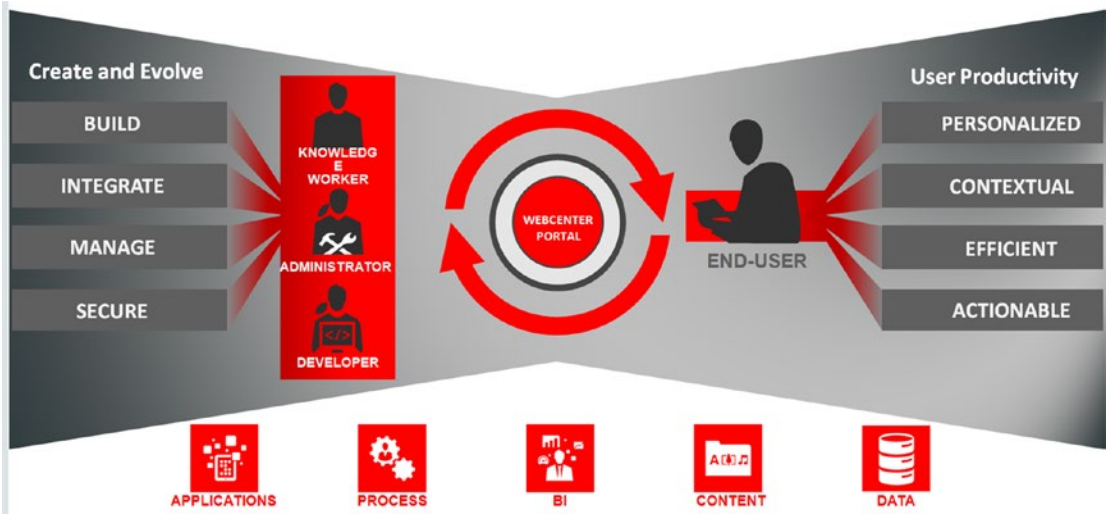 Create and Evolve
BUILD
INTEGRATE
MANAGE
SECURE
KNOWLEDG
E
WORKER
ADMINISTRATOR
</>
DEVELOPER
WEBCENTER
PORTAL
END-USER
User Productivity
PERSONALIZED
CONTEXTUAL
EFFICIENT
ACTIONABLE
A
APPLICATIONS
PROCESS
BI
CONTENT
DATA